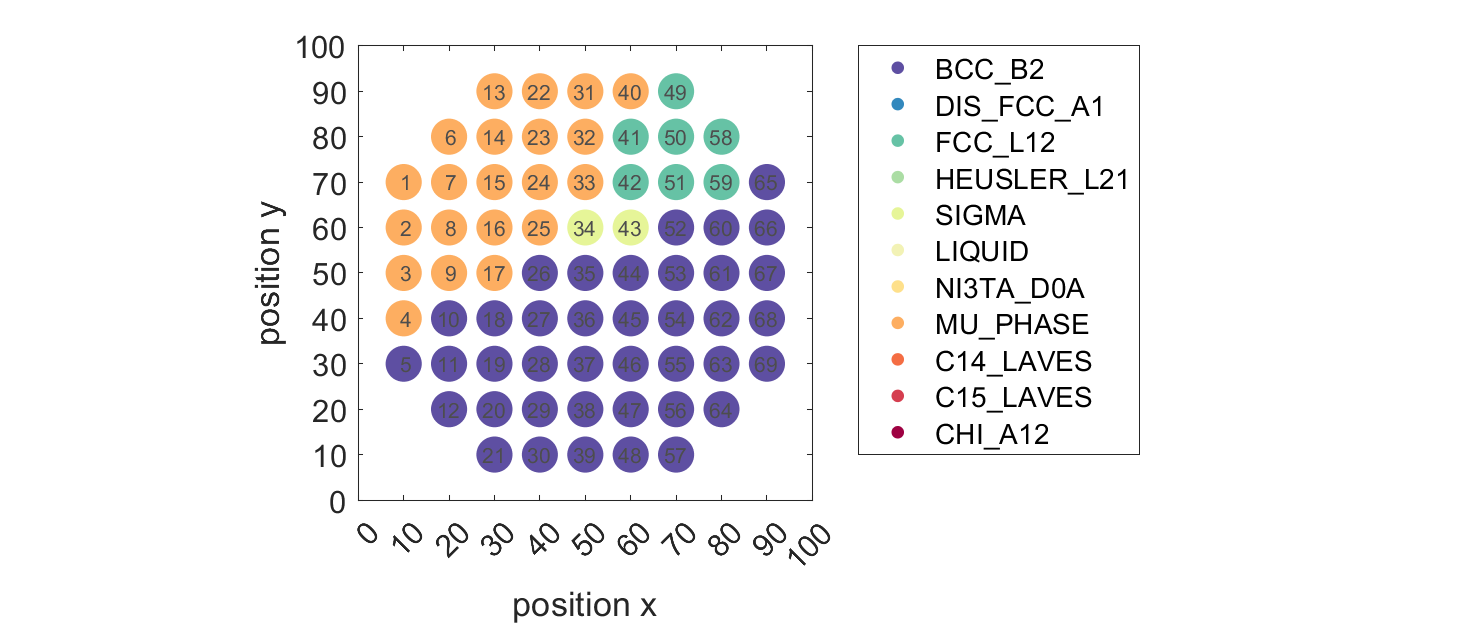 100
90
80
70
60
50
40
30
20
10
0
13 22 31 40 49
6 14 23 32 41 50 58
1 7 15 24 33 42 51 59 65
2 8 16 25 34 43 52 60 66
3 9 17 26 35 44 53 61 67
4 10 18 27 36 45 54 62 68
5 11 19 28 37 46 55 63 69
12 20 29 38 47 56 64
21 30 39 48 57
0 10 20 30 40 50 60 70 80 90 100
position x
position y
BCC_B2
DIS_FCC_A1
FCC_L12
HEUSLER_L21
SIGMA
LIQUID
NI3TA_D0A
MU_PHASE
C14_LAVES
C15_LAVES
CHI_A12